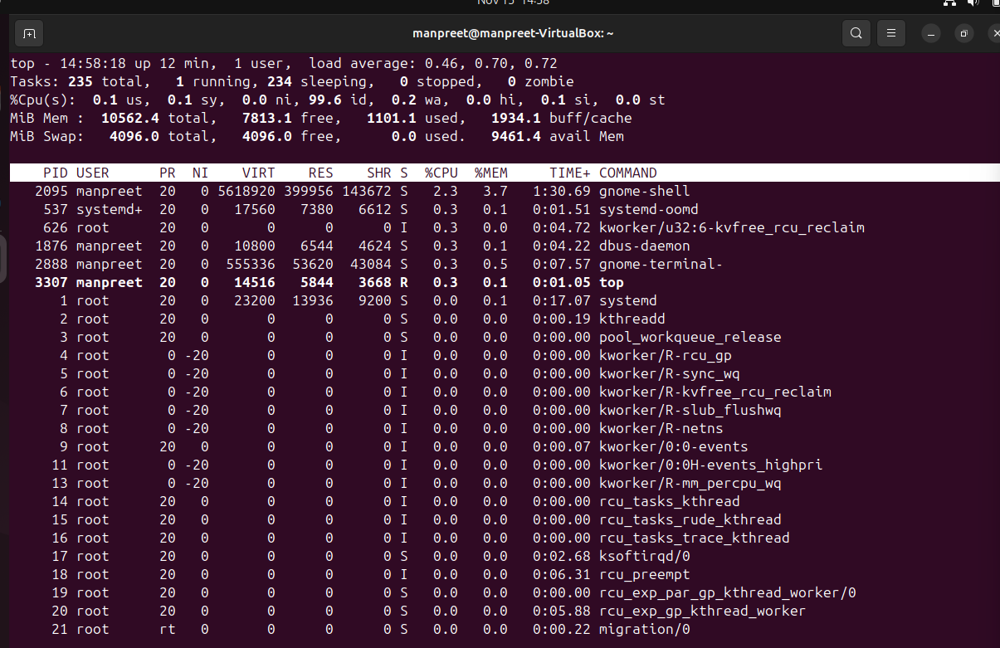 Nov 15 14:58
manpreet@manpreet-VirtualBox: ~
top - 14:58:18 up 12 min,  1 user,  load average: 0.46, 0.70, 0.72
Tasks: 235 total,   1 running, 234 sleeping,   0 stopped,   0 zombie
%Cpu(s):  0.1 us,  0.1 sy,  0.0 ni, 99.6 id,  0.2 wa,  0.0 hi,  0.1 si,  0.0 st
MiB Mem :  10562.4 total,   7813.1 free,   1101.1 used,   1934.1 buff/cache
MiB Swap:   4096.0 total,   4096.0 free,      0.0 used.   9461.4 avail Mem
PID USER      PR  NI    VIRT    RES    SHR S  %CPU  %MEM     TIME+ COMMAND
2095 manpreet  20   0 5618920 399956 143672 S   2.3   3.7   1:30.69 gnome-shell
537 systemd+  20   0   17560   7380   6612 S   0.3   0.1   0:01.51 systemd-oomd
626 root      20   0       0      0      0 I   0.3   0.0   0:04.72 kworker/u32:6-kvfree_rcu_reclaim
1876 manpreet  20   0   10800   6544   4624 S   0.3   0.1   0:04.22 dbus-daemon
2888 manpreet  20   0  555336  53620  43084 S   0.3   0.5   0:07.57 gnome-terminal-
3307 manpreet  20   0   14516   5844   3668 R   0.3   0.1   0:01.05 top
1 root      20   0   23200  13936   9200 S   0.0   0.1   0:17.07 systemd
2 root      20   0       0      0      0 S   0.0   0.0   0:00.19 kthreadd
3 root      20   0       0      0      0 S   0.0   0.0   0:00.00 pool_workqueue_release
4 root       0 -20       0      0      0 I   0.0   0.0   0:00.00 kworker/R-rcu_gp
5 root       0 -20       0      0      0 I   0.0   0.0   0:00.00 kworker/R-sync_wq
6 root       0 -20       0      0      0 I   0.0   0.0   0:00.00 kworker/R-kvfree_rcu_reclaim
7 root       0 -20       0      0      0 I   0.0   0.0   0:00.00 kworker/R-slub_flushwq
8 root       0 -20       0      0      0 I   0.0   0.0   0:00.00 kworker/R-netns
9 root      20   0       0      0      0 I   0.0   0.0   0:00.07 kworker/0:0-events
11 root       0 -20       0      0      0 I   0.0   0.0   0:00.00 kworker/0:0H-events_highpri
13 root       0 -20       0      0      0 I   0.0   0.0   0:00.00 kworker/R-mm_percpu_wq
14 root      20   0       0      0      0 I   0.0   0.0   0:00.00 rcu_tasks_kthread
15 root      20   0       0      0      0 I   0.0   0.0   0:00.00 rcu_tasks_rude_kthread
16 root      20   0       0      0      0 I   0.0   0.0   0:00.00 rcu_tasks_trace_kthread
17 root      20   0       0      0      0 S   0.0   0.0   0:02.68 ksoftirqd/0
18 root      20   0       0      0      0 I   0.0   0.0   0:06.31 rcu_preempt
19 root      20   0       0      0      0 S   0.0   0.0   0:00.00 rcu_exp_par_gp_kthread_worker/0
20 root      20   0       0      0      0 S   0.0   0.0   0:05.88 rcu_exp_gp_kthread_worker
21 root      rt   0       0      0      0 S   0.0   0.0   0:00.22 migration/0